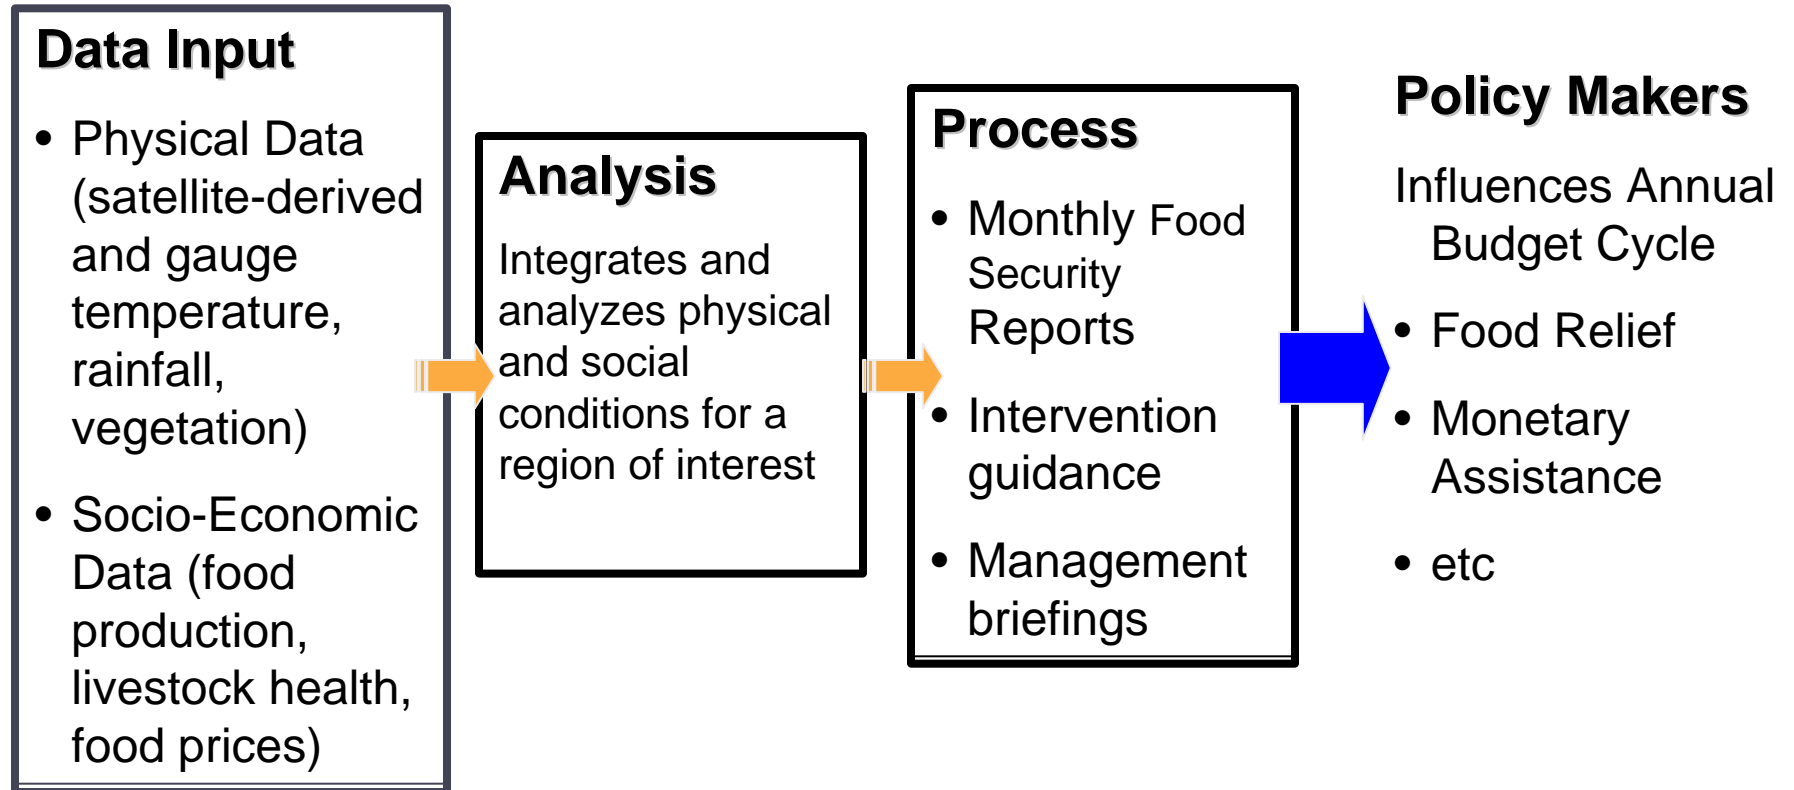 Data Input
• Physical Data
(satellite-derived
and gauge
temperature,
rainfall,
vegetation)
• Socio-Economic
Data (food
production,
livestock health,
food prices)
Analysis
Integrates and
analyzes physical
and social
conditions for a
region of interest
Process
• Monthly Food
Security
Reports
• Intervention
guidance
• Management
briefings
Policy Makers
Influences Annual
Budget Cycle
• Food Relief
• Monetary
Assistance
• etc